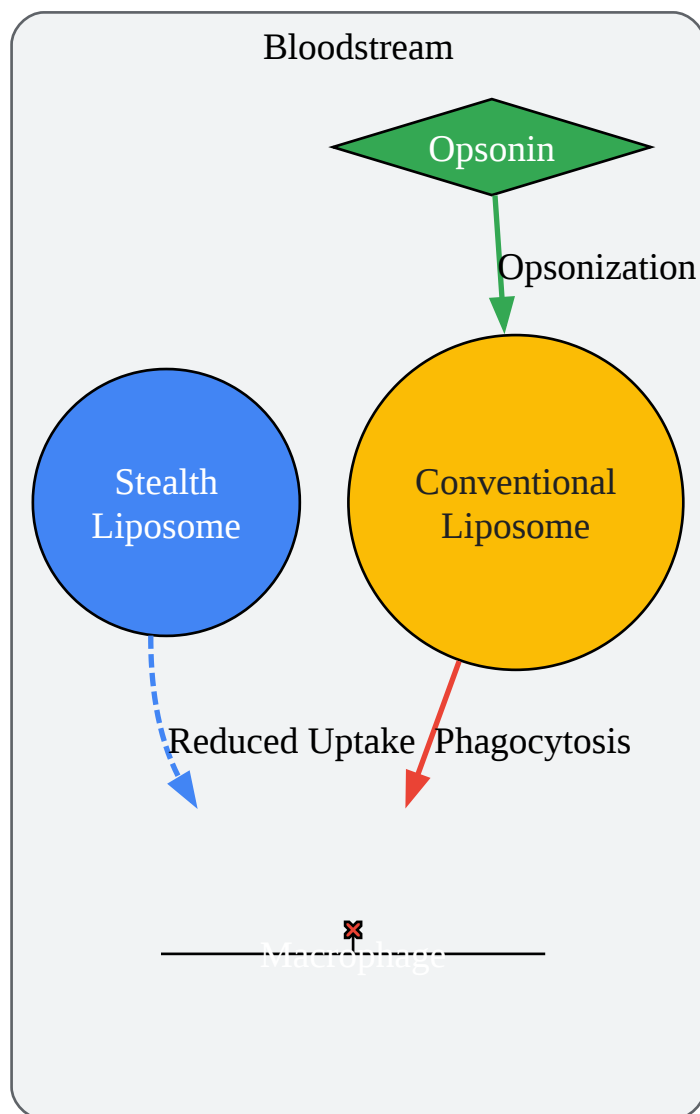 Bloodstream
Opsonin
Opsonization
Stealth
Liposome
Conventional
Liposome
Reduced Uptake
Phagocytosis
Macrophage